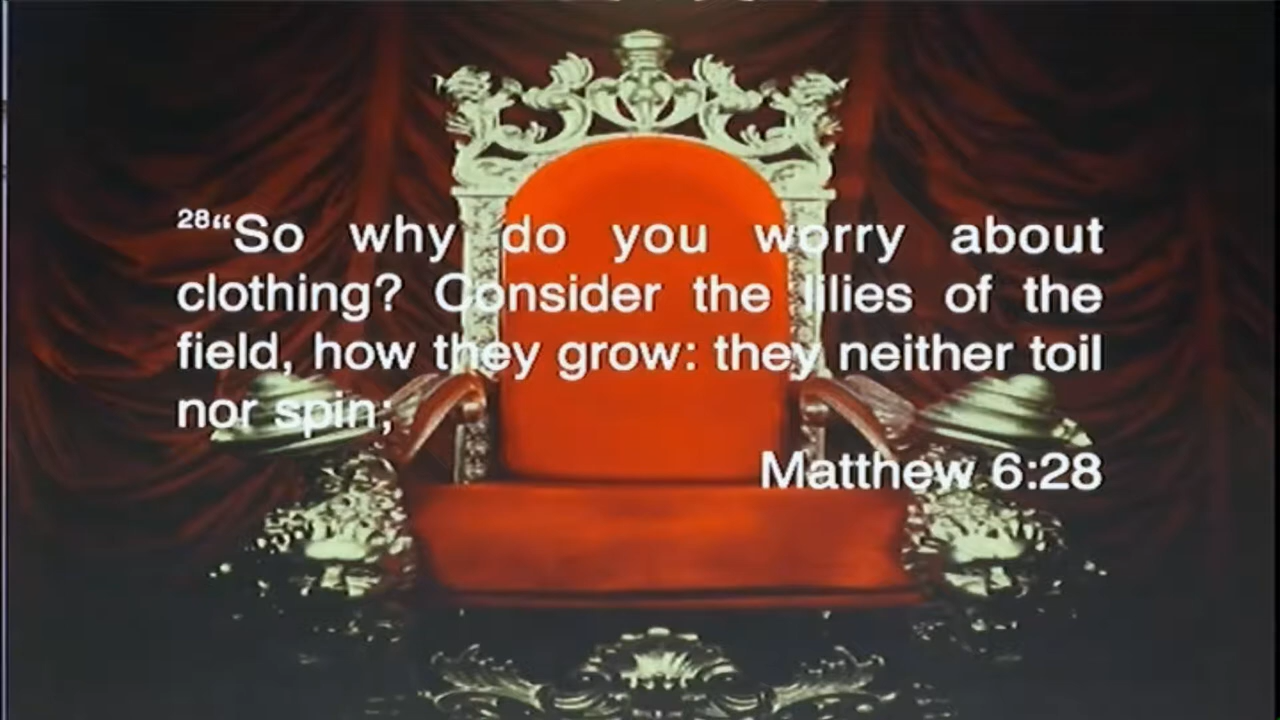 ²⁸“So why do you worry about
clothing? Consider the lilies of the
field, how they grow: they neither toil
nor spin;
Matthew 6:28